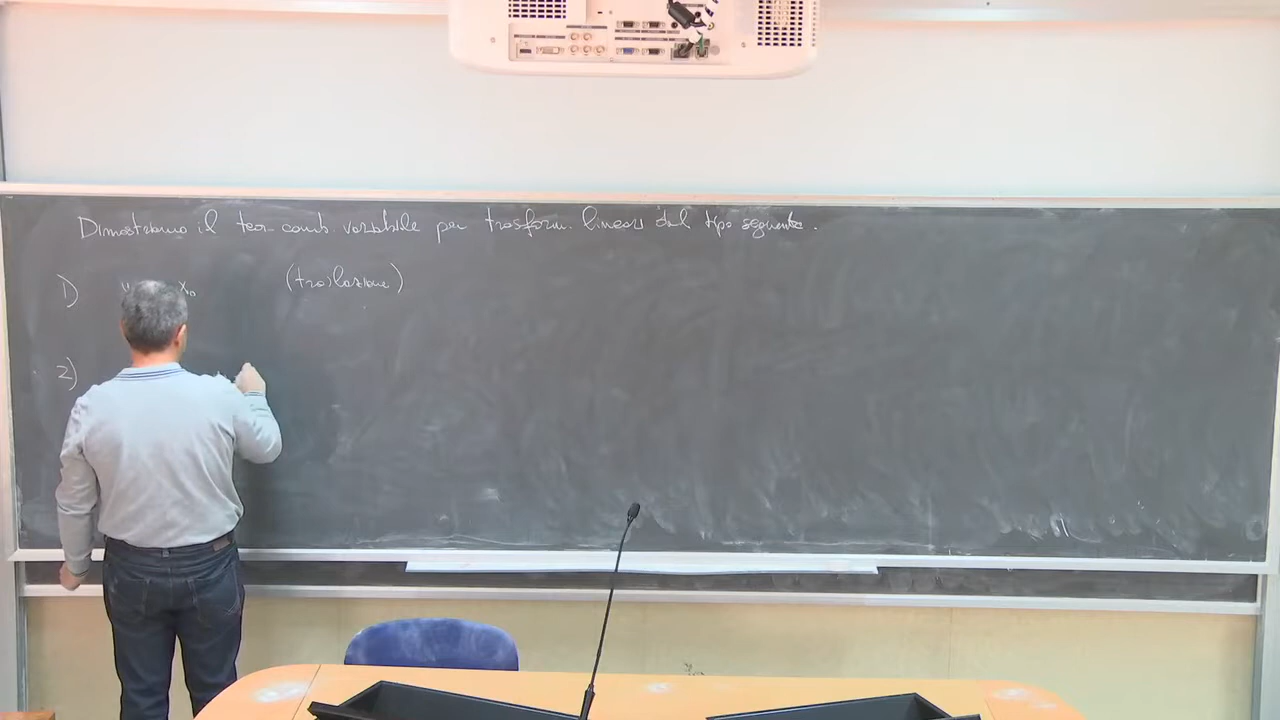 Dimostriamo il teor. camb. variabile per trasform. lineari del tipo seguente.
1) x0 (traslazione)
2)